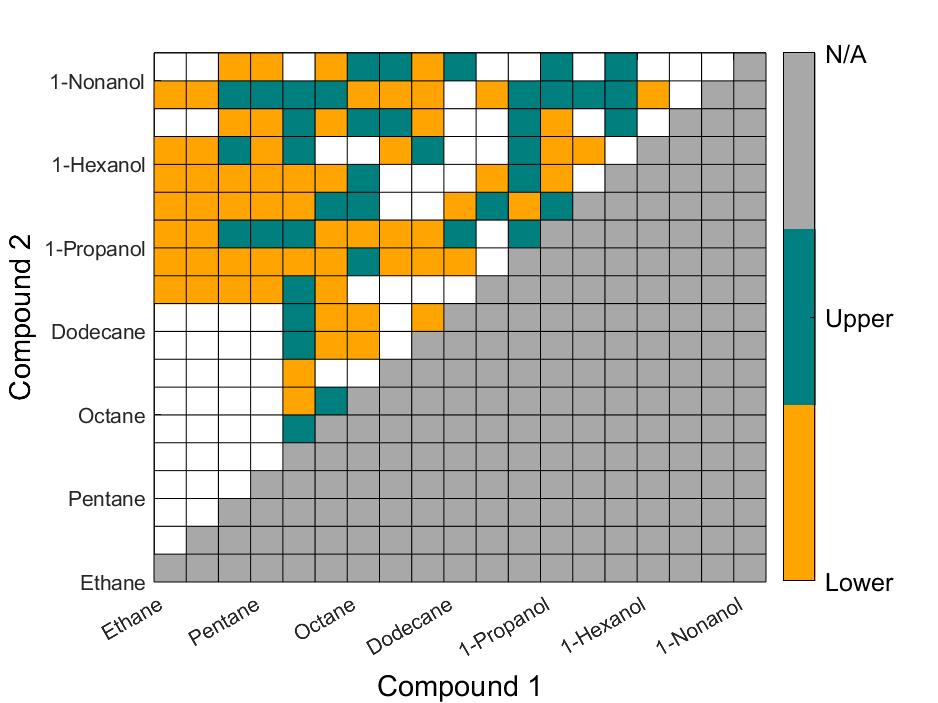 N/A
Upper
Lower
Compound 2
1-Nonanol
1-Hexanol
1-Propanol
Dodecane
Octane
Pentane
Ethane
Ethane
Pentane
Octane
Dodecane
1-Propanol
1-Hexanol
1-Nonanol
Compound 1